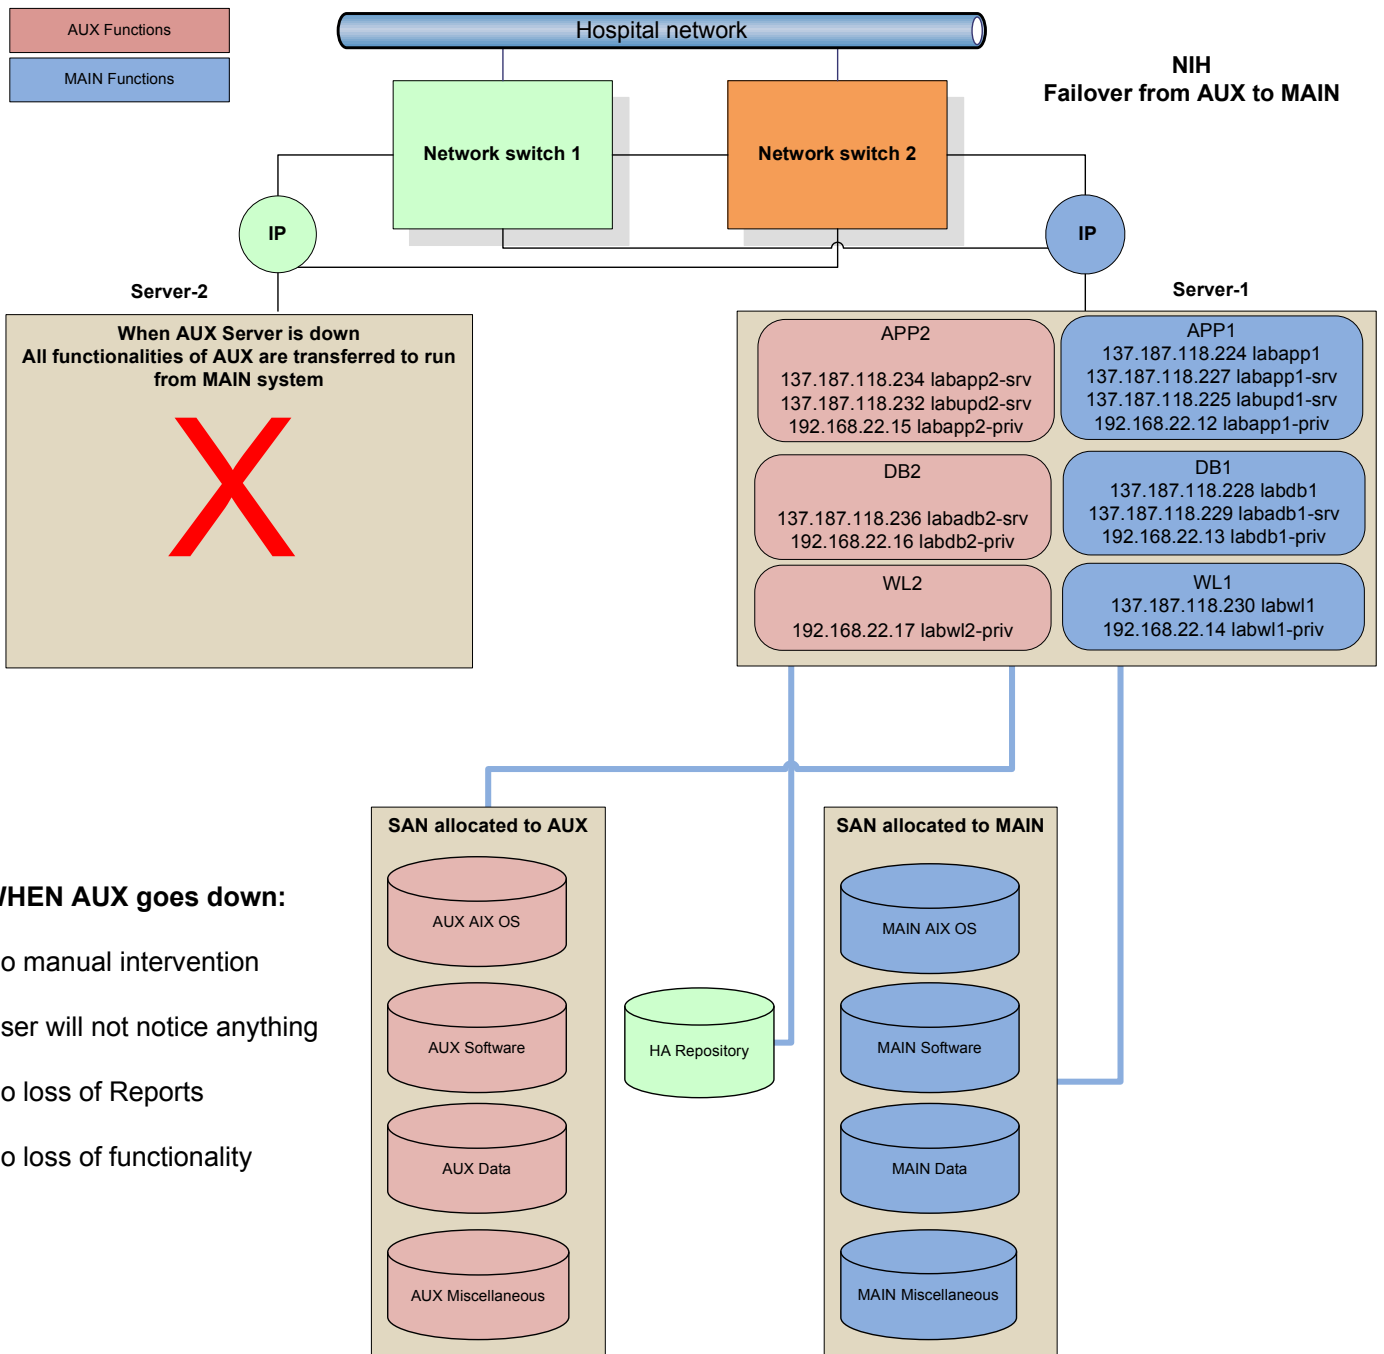 AUX Functions
MAIN Functions
Hospital network
NIH
Failover from AUX to MAIN
Network switch 1
Network switch 2
IP
IP
Server-2
Server-1
When AUX Server is down
All functionalities of AUX are transferred to run
from MAIN system
X
APP2
137.187.118.234 labapp2-srv
137.187.118.232 labupd2-srv
192.168.22.15 labapp2-priv
APP1
137.187.118.224 labapp1
137.187.118.227 labapp1-srv
137.187.118.225 labupd1-srv
192.168.22.12 labapp1-priv
DB2
137.187.118.236 labadb2-srv
192.168.22.16 labdb2-priv
DB1
137.187.118.228 labdb1
137.187.118.229 labadb1-srv
192.168.22.13 labdb1-priv
WL2
192.168.22.17 labwl2-priv
WL1
137.187.118.230 labwl1
192.168.22.14 labwl1-priv
WHEN AUX goes down:
o manual intervention
ser will not notice anything
o loss of Reports
o loss of functionality
SAN allocated to AUX
AUX AIX OS
AUX Software
AUX Data
AUX Miscellaneous
HA Repository
SAN allocated to MAIN
MAIN AIX OS
MAIN Software
MAIN Data
MAIN Miscellaneous